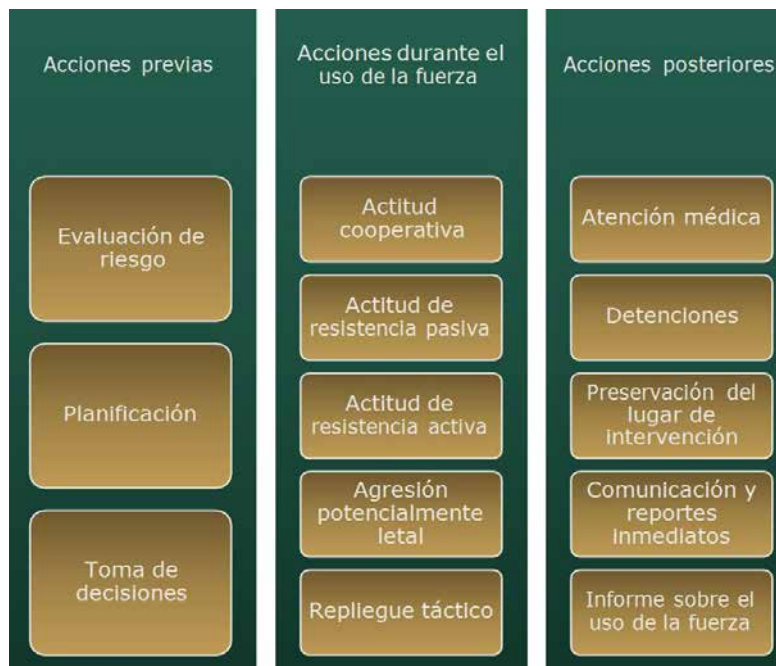 Acciones previas
Evaluación de
riesgo
Planificación
Toma de
decisiones
Acciones durante el
uso de la fuerza
Actitud
cooperativa
Actitud de
resistencia pasiva
Actitud de
resistencia activa
Agresión
potencialmente
letal
Repliegue táctico
Acciones posteriores
Atención médica
Detenciones
Preservación del
lugar de
intervención
Comunicación y
reportes
inmediatos
Informe sobre el
uso de la fuerza